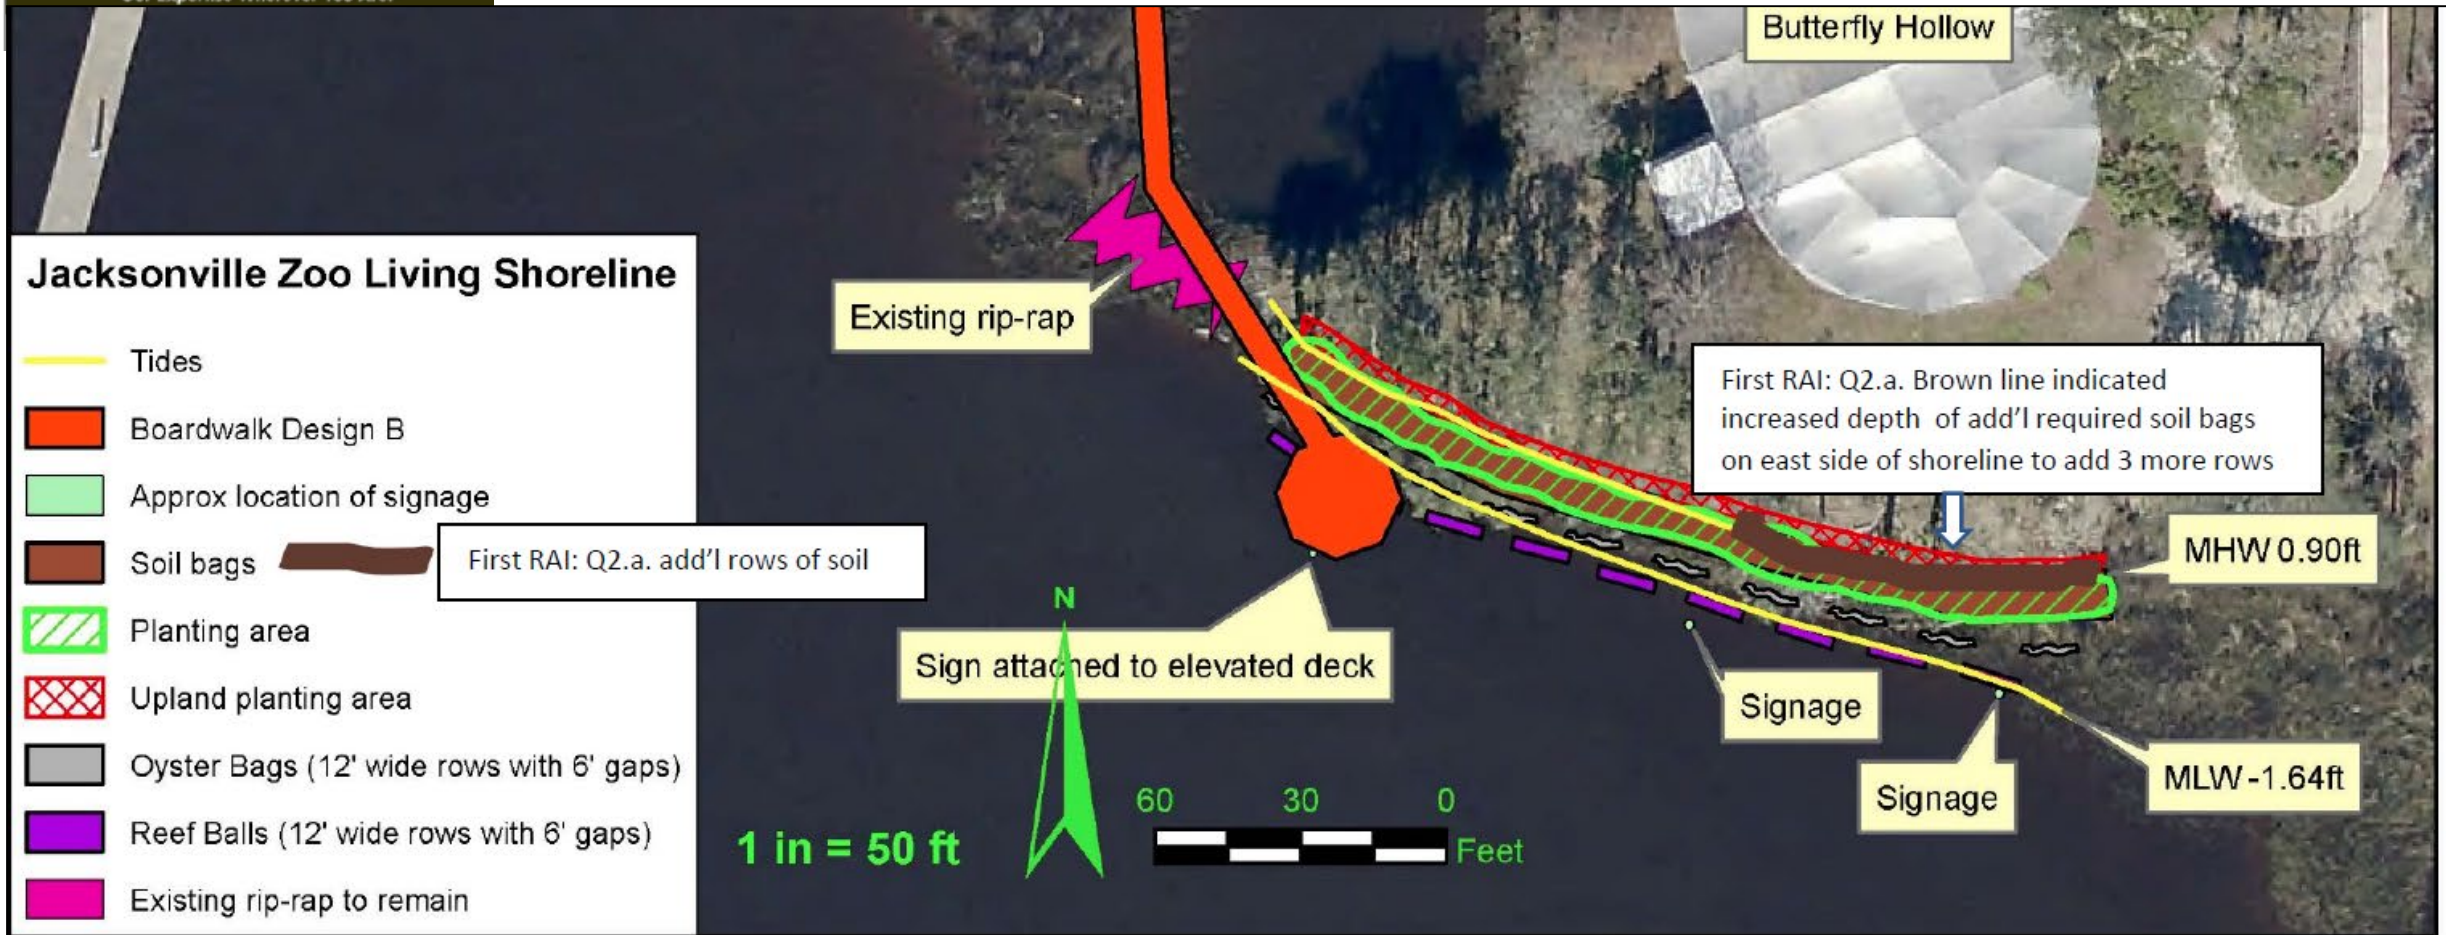 Butterfly Hollow
Existing rip-rap
First RAI: Q2.a. Brown line indicated
increased depth of add'l required soil bags
on east side of shoreline to add 3 more rows
MHW 0.90ft
Jacksonville Zoo Living Shoreline
Tides
Boardwalk Design B
Approx location of signage
Soil bags
First RAI: Q2.a. add'l rows of soil
Planting area
Upland planting area
Oyster Bags (12' wide rows with 6' gaps)
Reef Balls (12' wide rows with 6' gaps)
Existing rip-rap to remain
N
Sign attached to elevated deck
Signage
Signage
MLW -1.64ft
1 in = 50 ft
60 30 0
Feet